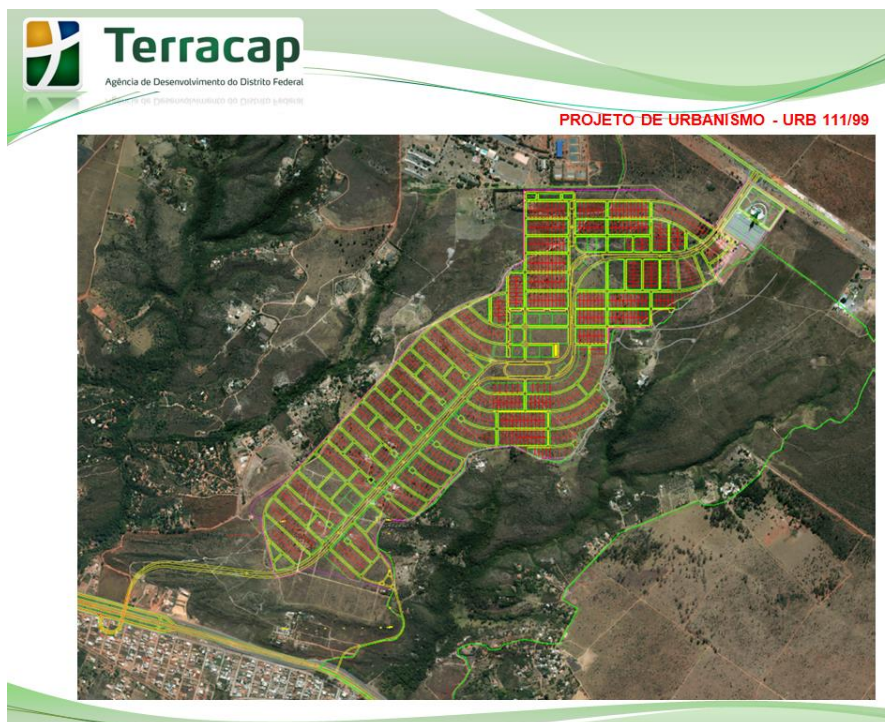 Terracap
Agência de Desenvolvimento do Distrito Federal
PROJETO DE URBANISMO - URB 111/99